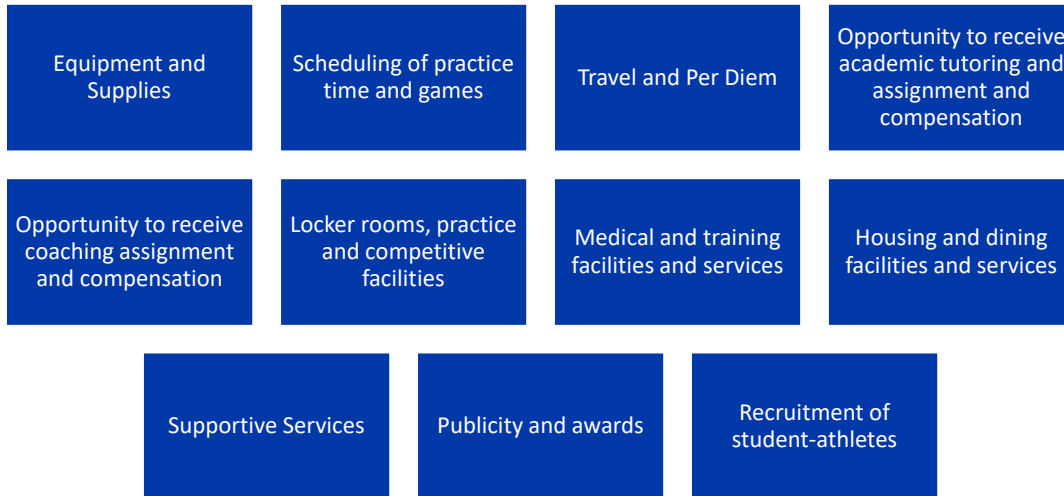 Equipment and
Supplies
Scheduling of practice
time and games
Travel and Per Diem
Opportunity to receive
academic tutoring and
assignment and
compensation
Opportunity to receive
coaching assignment
and compensation
Locker rooms, practice
and competitive
facilities
Medical and training
facilities and services
Housing and dining
facilities and services
Supportive Services
Publicity and awards
Recruitment of
student-athletes